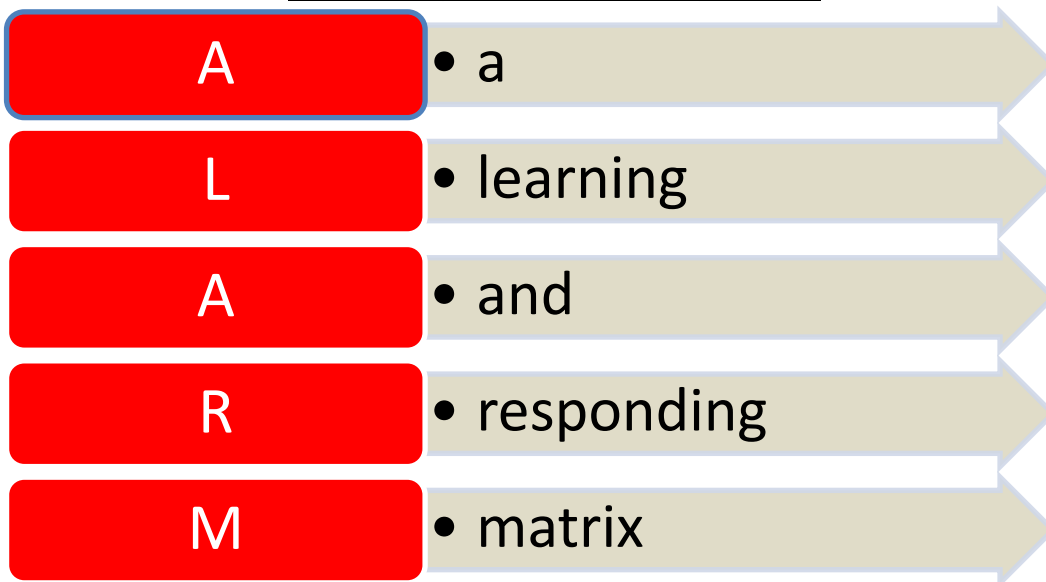 A • a
L • learning
A • and
R • responding
M • matrix